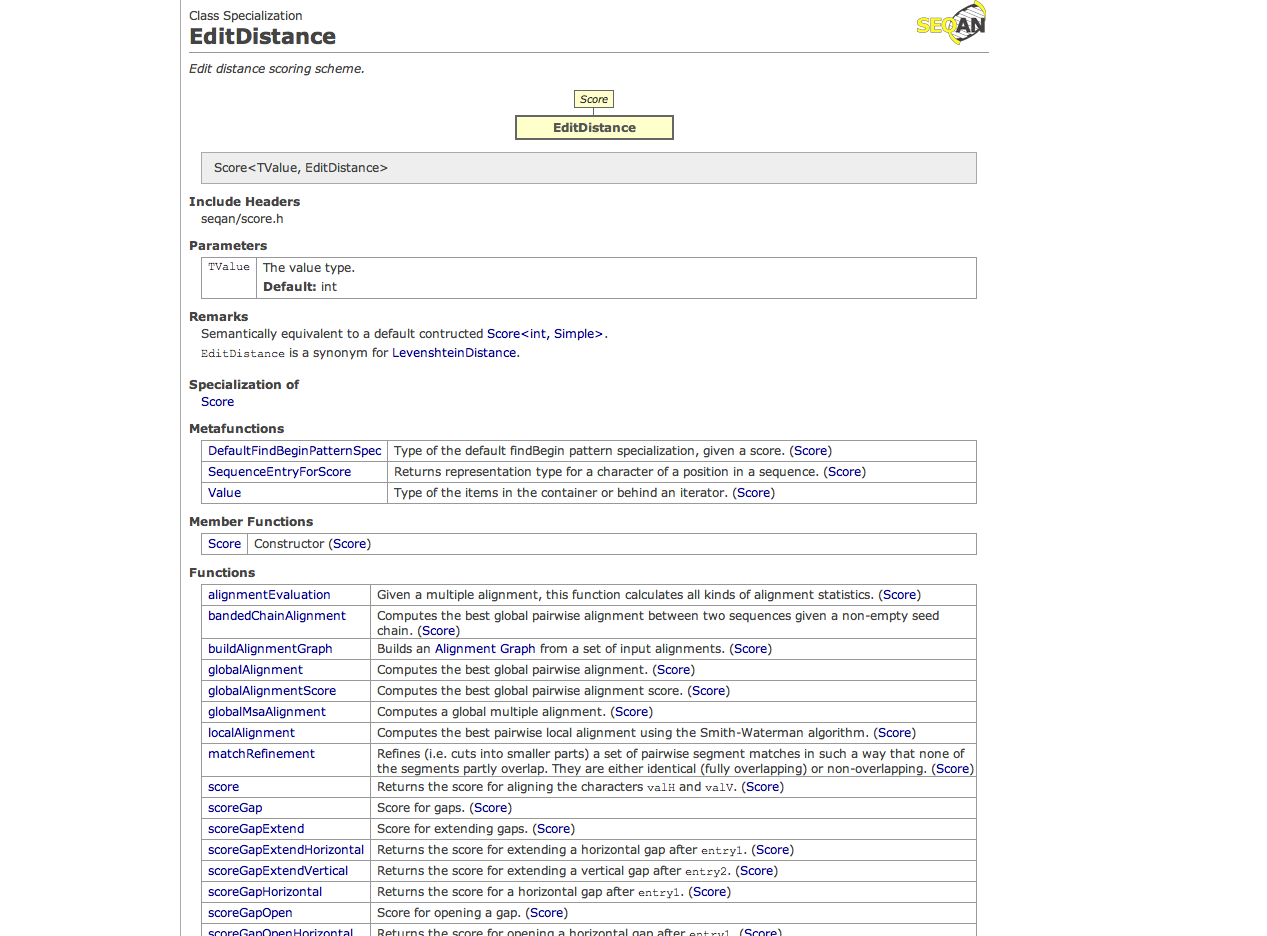 Class Specialization
EditDistance
SEQAN
Edit distance scoring scheme.
Score
EditDistance
Score<TValue, EditDistance>
Include Headers
seqan/score.h
Parameters
TValue The value type.
Default: int
Remarks
Semantically equivalent to a default contructed Score<int, Simple>.
EditDistance is a synonym for LevenshteinDistance.
Specialization of
Score
Metafunctions
DefaultFindBeginPatternSpec Type of the default findBegin pattern specialization, given a score. (Score)
SequenceEntryForScore Returns representation type for a character of a position in a sequence. (Score)
Value Type of the items in the container or behind an iterator. (Score)
Member Functions
Score Constructor (Score)
Functions
alignmentEvaluation Given a multiple alignment, this function calculates all kinds of alignment statistics. (Score)
bandedChainAlignment Computes the best global pairwise alignment between two sequences given a non-empty seed
chain. (Score)
buildAlignmentGraph Builds an Alignment Graph from a set of input alignments. (Score)
globalAlignment Computes the best global pairwise alignment. (Score)
globalAlignmentScore Computes the best global pairwise alignment score. (Score)
globalMsaAlignment Computes a global multiple alignment. (Score)
localAlignment Computes the best pairwise local alignment using the Smith-Waterman algorithm. (Score)
matchRefinement Refines (i.e. cuts into smaller parts) a set of pairwise segment matches in such a way that none of
the segments partly overlap. They are either identical (fully overlapping) or non-overlapping. (Score)
score Returns the score for aligning the characters valH and valV. (Score)
scoreGap Score for gaps. (Score)
scoreGapExtend Score for extending gaps. (Score)
scoreGapExtendHorizontal Returns the score for extending a horizontal gap after entry1. (Score)
scoreGapExtendVertical Returns the score for extending a vertical gap after entry2. (Score)
scoreGapHorizontal Returns the score for a horizontal gap after entry1. (Score)
scoreGapOpen Score for opening a gap. (Score)
scoreGapOpenHorizontal Returns the score for opening a horizontal gap after entry1. (Score)